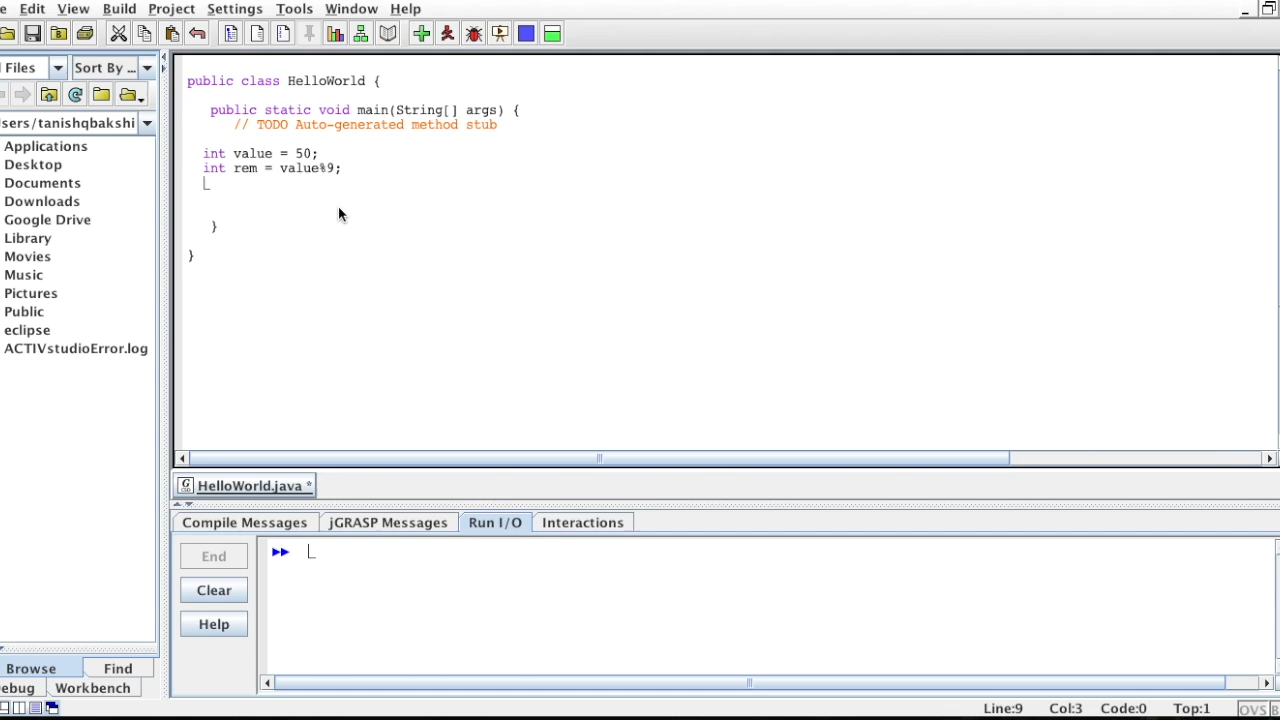 Edit View Build Project Settings Tools Window Help
Files Sort By ...
sers/tanishqbakshi
Applications
Desktop
Documents
Downloads
Google Drive
Library
Movies
Music
Pictures
Public
eclipse
ACTIVstudioError.log
Browse Find
ebug Workbench
public class HelloWorld {
public static void main(String[] args) {
// TODO Auto-generated method stub
int value = 50;
int rem = value%9;
}
}
HelloWorld.java *
Compile Messages jGRASP Messages Run I/O Interactions
End
Clear
Help
Line:9 Col:3 Code:0 Top:1 OVS B